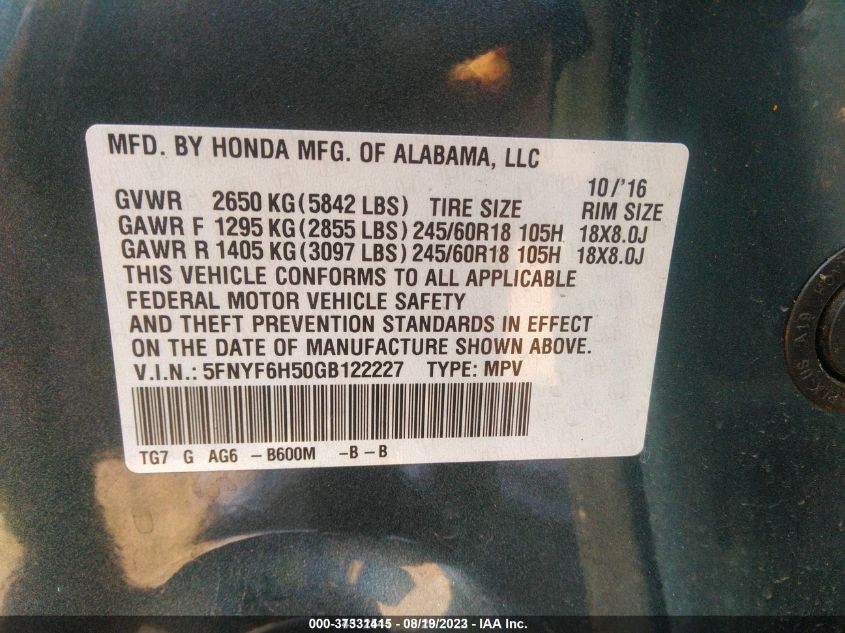 MFD. BY HONDA MFG. OF ALABAMA, LLC
10/'16
GVWR 2650 KG (5842 LBS) TIRE SIZE RIM SIZE
GAWR F 1295 KG (2855 LBS) 245/60R18 105H 18X8.0J
GAWR R 1405 KG (3097 LBS) 245/60R18 105H 18X8.0J
THIS VEHICLE CONFORMS TO ALL APPLICABLE
FEDERAL MOTOR VEHICLE SAFETY
AND THEFT PREVENTION STANDARDS IN EFFECT
ON THE DATE OF MANUFACTURE SHOWN ABOVE.
V.I.N.: 5FNYF6H50GB122227 TYPE: MPV
TG7 G AG6 -B600M -B-B
A19
000-37331415 - 08/19/2023 - IAA Inc.